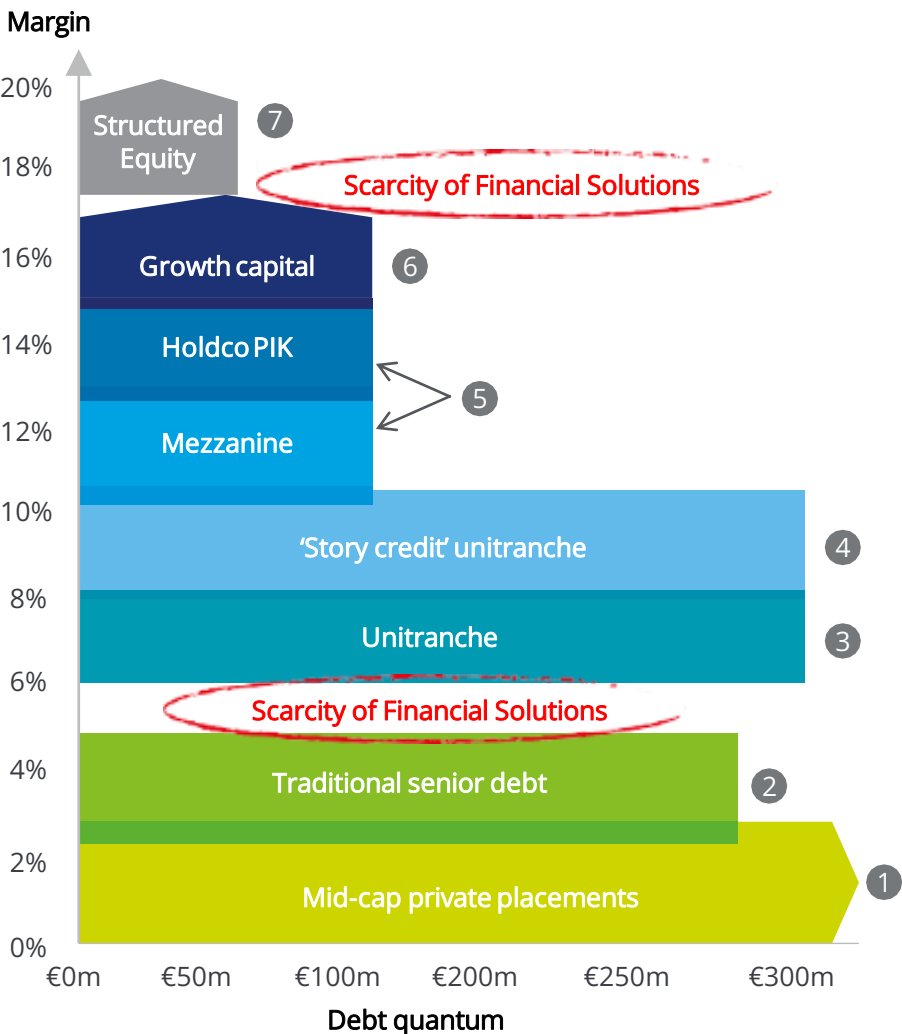 Margin
20%
Structured
Equity
7
18%
Scarcity of Financial Solutions
16%
Growth capital
6
14%
Holdco PIK
5
12%
Mezzanine
10%
‘Story credit’ unitranche
4
8%
Unitranche
3
6%
Scarcity of Financial Solutions
4%
Traditional senior debt
2
2%
Mid-cap private placements
1
0%
€0m €50m €100m €200m €250m €300m
Debt quantum